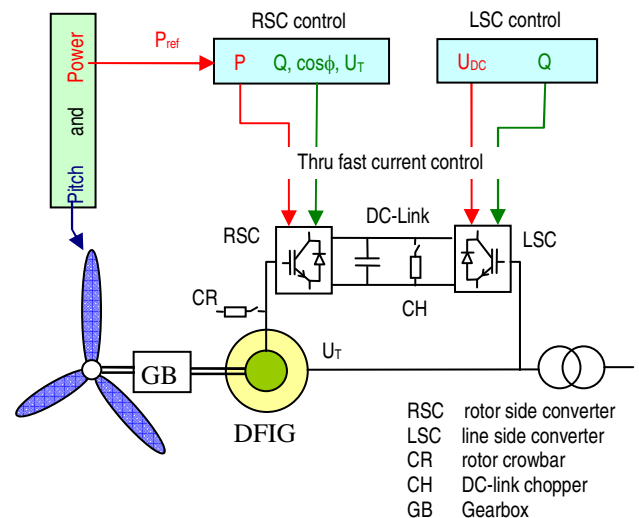 RSC control
LSC control
Pitch and Power
Pref
P Q, cosϕ, UT
UDC Q
Thru fast current control
DC-Link
RSC
LSC
CR
CH
UT
GB
DFIG
RSC rotor side converter
LSC line side converter
CR rotor crowbar
CH DC-link chopper
GB Gearbox